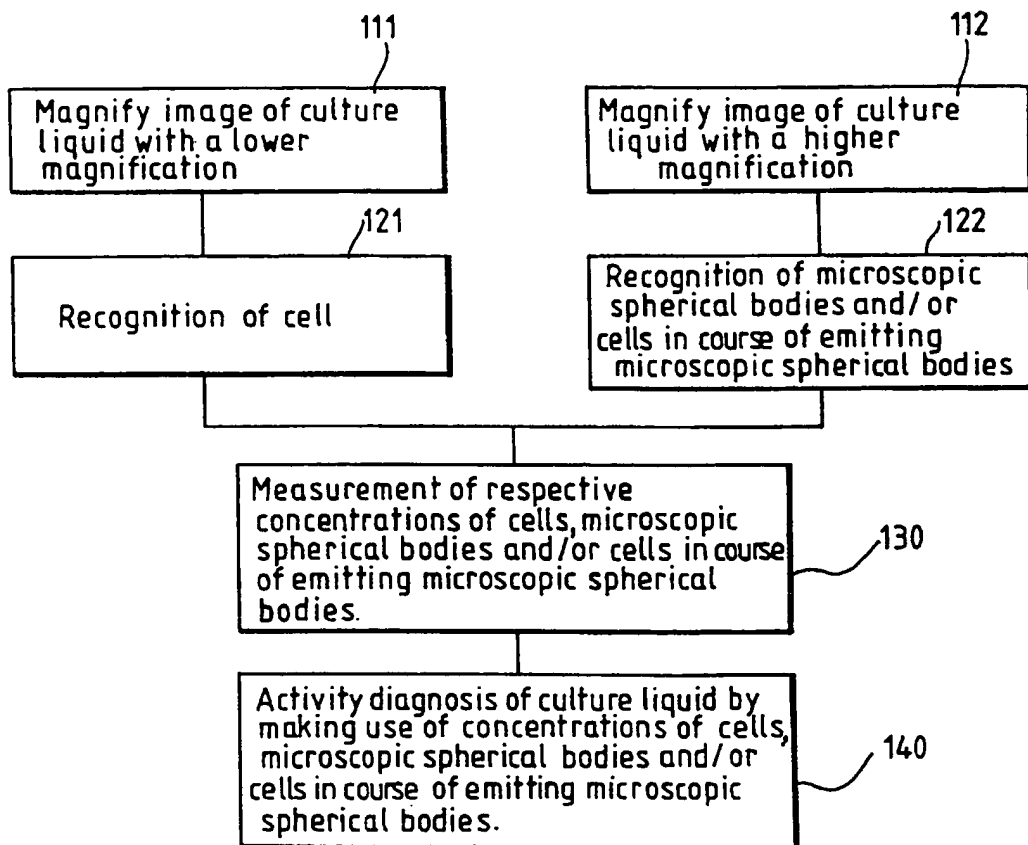 111
Magnify image of culture
liquid with a lower
magnification
112
Magnify image of culture
liquid with a higher
magnification
121
Recognition of cell
122
Recognition of microscopic
spherical bodies and/or
cells in course of emitting
microscopic spherical bodies
Measurement of respective
concentrations of cells, microscopic
spherical bodies and/or cells in course
of emitting microscopic spherical
bodies.
130
Activity diagnosis of culture liquid by
making use of concentrations of cells,
microscopic spherical bodies and/or
cells in course of emitting microscopic
spherical bodies.
140